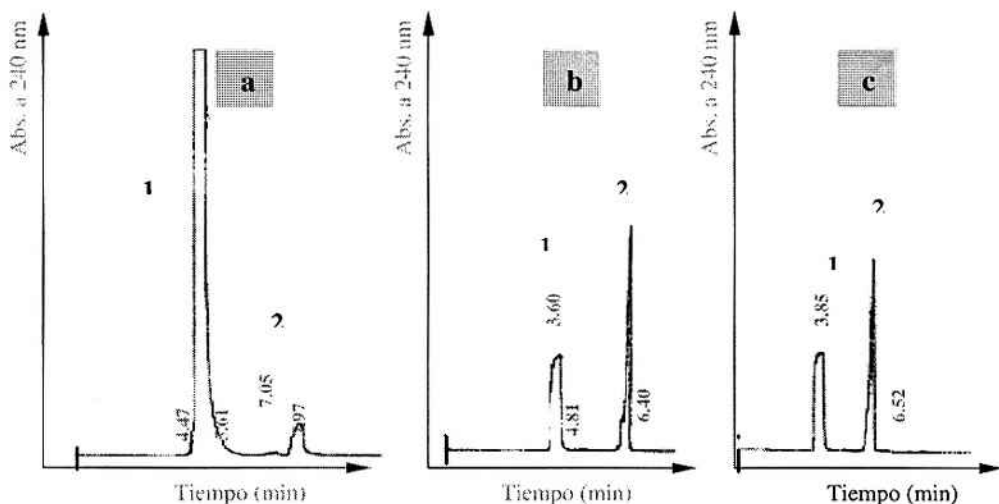 Abs. a 240 nm
a
1
2
4.47
7.05
Tiempo (min)
Abs. a 240 nm
b
1
2
3.60
4.81
6.40
Tiempo (min)
Abs. a 240 nm
c
1
2
3.85
6.52
Tiempo (min)